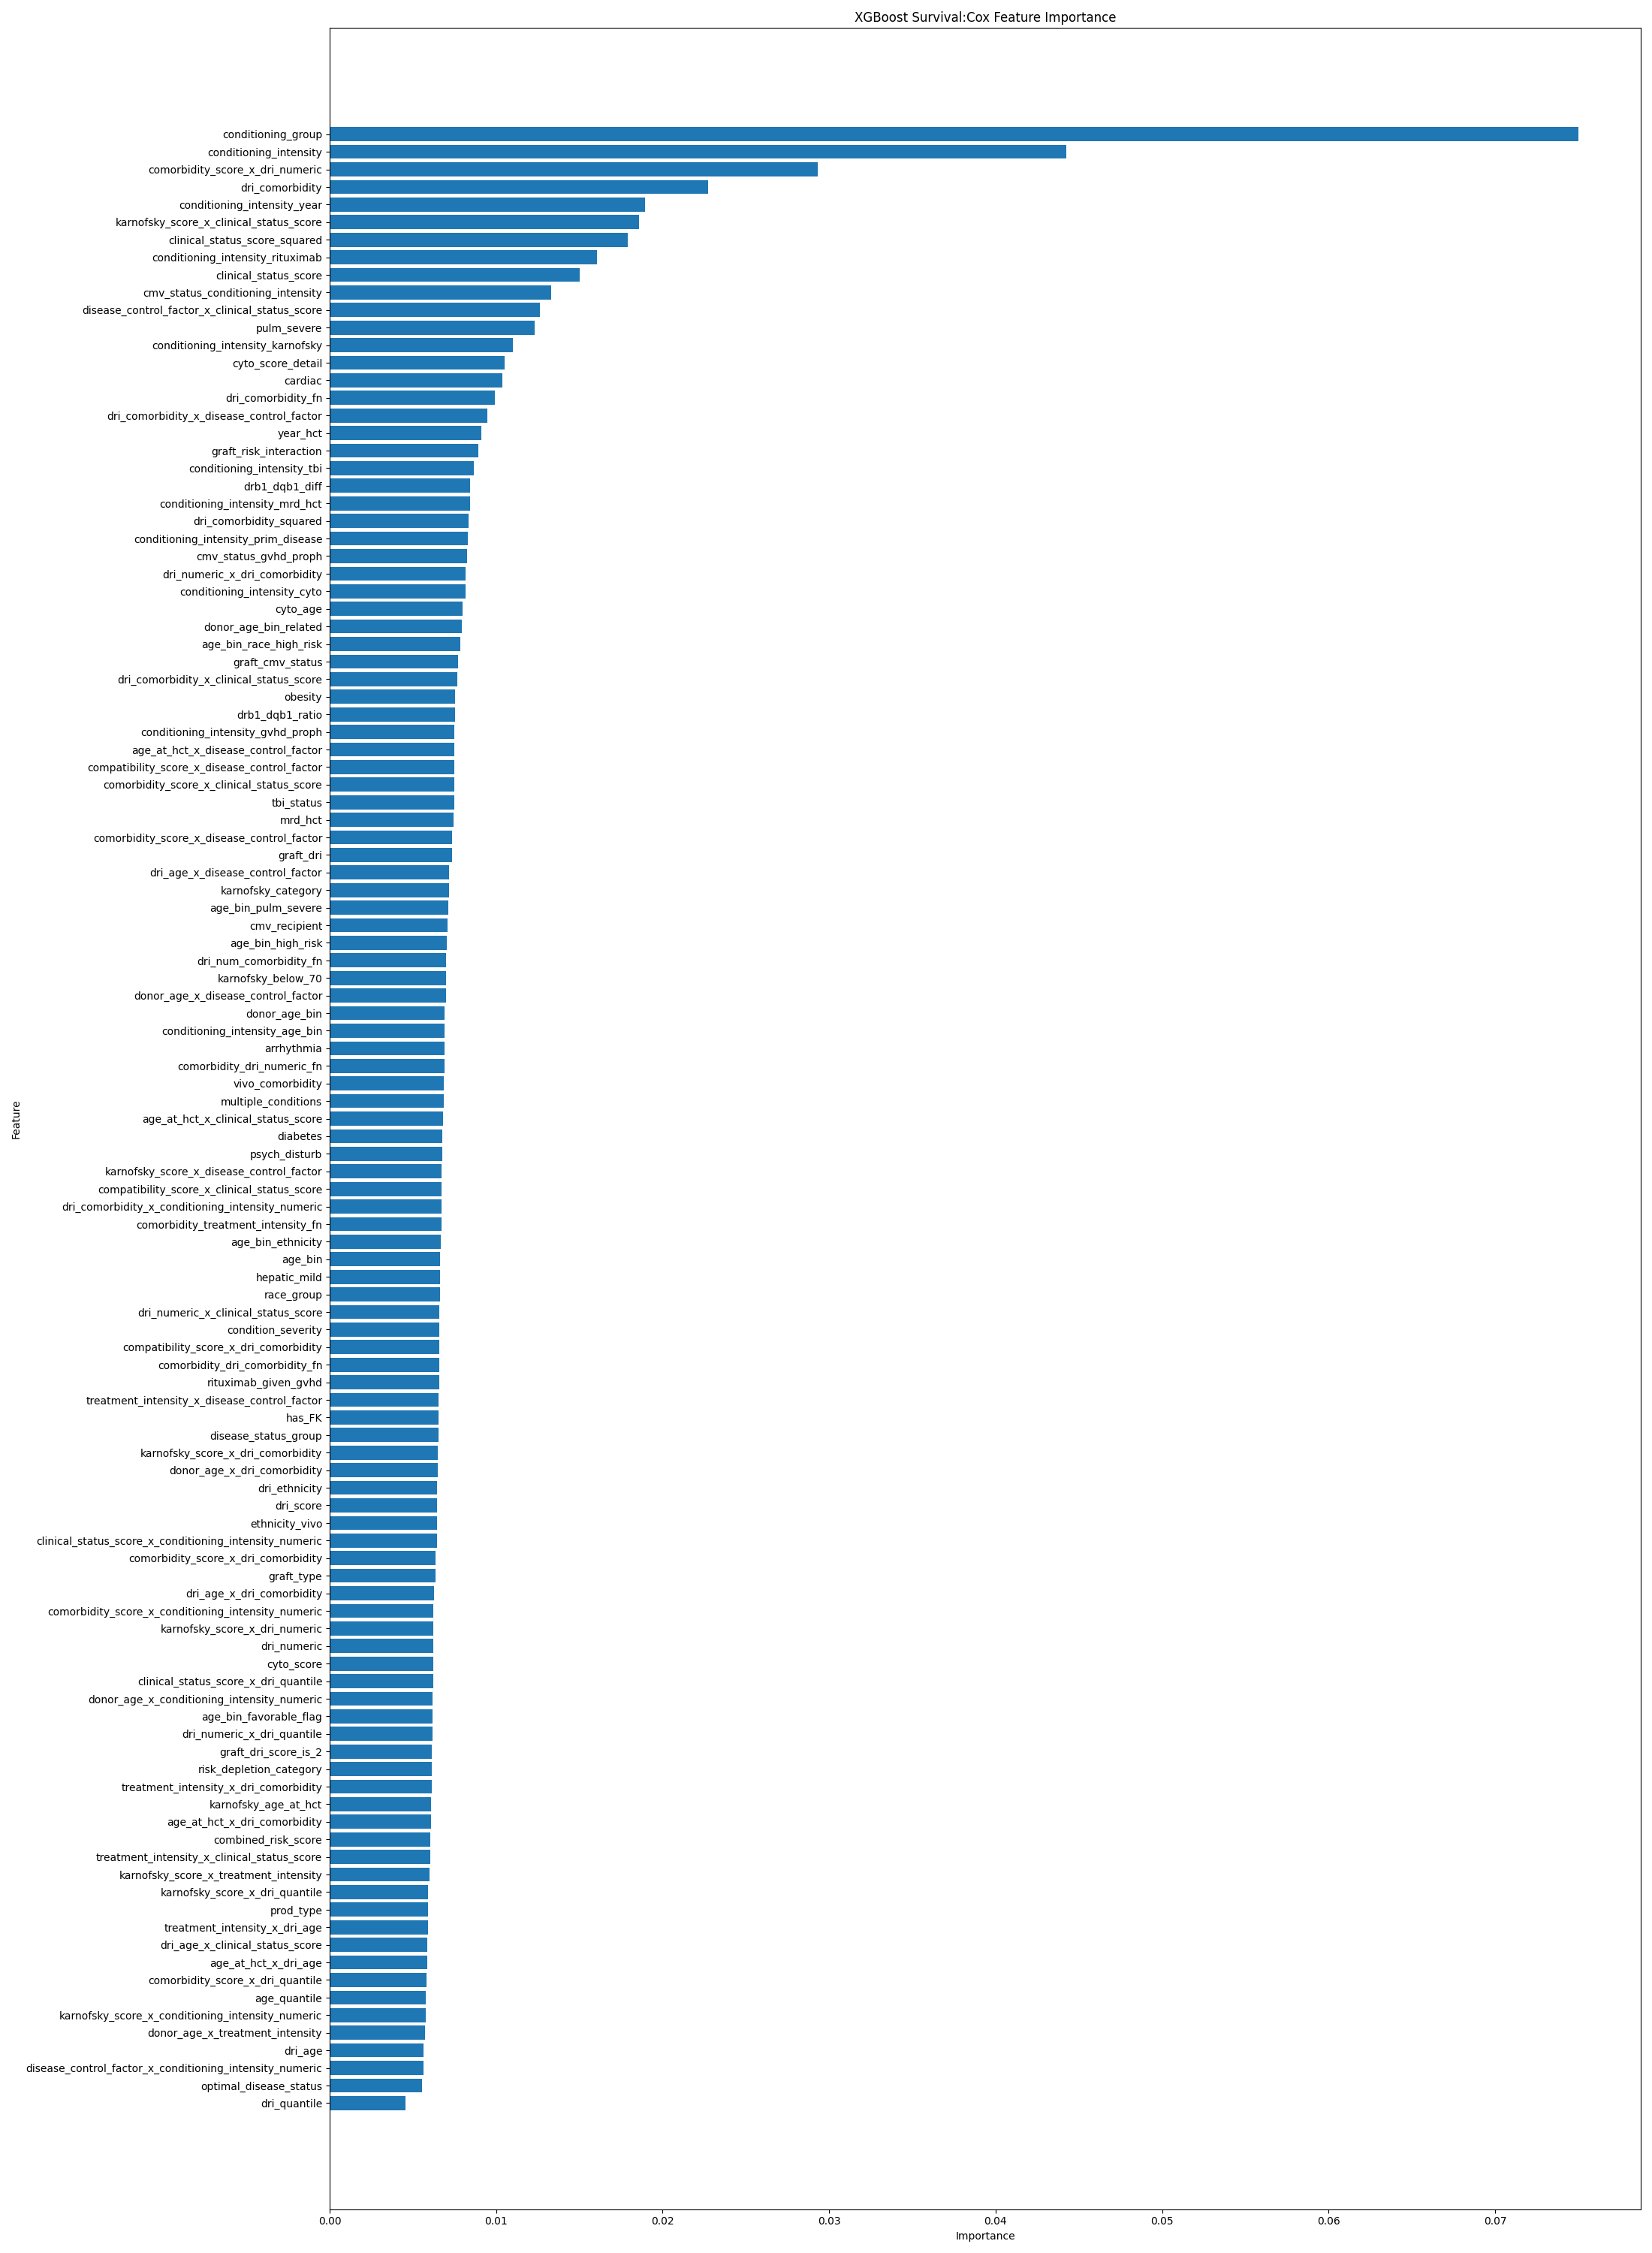 XGBoost Survival:Cox Feature Importance
conditioning_group
conditioning_intensity
comorbidity_score_x_dri_numeric
dri_comorbidity
conditioning_intensity_year
karnofsky_score_x_clinical_status_score
clinical_status_score_squared
conditioning_intensity_rituximab
clinical_status_score
cmv_status_conditioning_intensity
disease_control_factor_x_clinical_status_score
pulm_severe
conditioning_intensity_karnofsky
cyto_score_detail
cardiac
dri_comorbidity_fn
dri_comorbidity_x_disease_control_factor
year_hct
graft_risk_interaction
conditioning_intensity_tbi
drb1_dqb1_diff
conditioning_intensity_mrd_hct
dri_comorbidity_squared
conditioning_intensity_prim_disease
cmv_status_gvhd_proph
dri_numeric_x_dri_comorbidity
conditioning_intensity_cyto
cyto_age
donor_age_bin_related
age_bin_race_high_risk
graft_cmv_status
dri_comorbidity_x_clinical_status_score
obesity
drb1_dqb1_ratio
conditioning_intensity_gvhd_proph
age_at_hct_x_disease_control_factor
compatibility_score_x_disease_control_factor
comorbidity_score_x_clinical_status_score
tbi_status
mrd_hct
comorbidity_score_x_disease_control_factor
graft_dri
dri_age_x_disease_control_factor
karnofsky_category
age_bin_pulm_severe
cmv_recipient
age_bin_high_risk
dri_num_comorbidity_fn
karnofsky_below_70
donor_age_x_disease_control_factor
donor_age_bin
conditioning_intensity_age_bin
arrhythmia
comorbidity_dri_numeric_fn
vivo_comorbidity
multiple_conditions
age_at_hct_x_clinical_status_score
diabetes
psych_disturb
karnofsky_score_x_disease_control_factor
compatibility_score_x_clinical_status_score
dri_comorbidity_x_conditioning_intensity_numeric
comorbidity_treatment_intensity_fn
age_bin_ethnicity
age_bin
hepatic_mild
race_group
dri_numeric_x_clinical_status_score
condition_severity
compatibility_score_x_dri_comorbidity
comorbidity_dri_comorbidity_fn
rituximab_given_gvhd
treatment_intensity_x_disease_control_factor
has_FK
disease_status_group
karnofsky_score_x_dri_comorbidity
donor_age_x_dri_comorbidity
dri_ethnicity
dri_score
ethnicity_vivo
clinical_status_score_x_conditioning_intensity_numeric
comorbidity_score_x_dri_comorbidity
graft_type
dri_age_x_dri_comorbidity
comorbidity_score_x_conditioning_intensity_numeric
karnofsky_score_x_dri_numeric
dri_numeric
cyto_score
clinical_status_score_x_dri_quantile
donor_age_x_conditioning_intensity_numeric
age_bin_favorable_flag
dri_numeric_x_dri_quantile
graft_dri_score_is_2
risk_depletion_category
treatment_intensity_x_dri_comorbidity
karnofsky_age_at_hct
age_at_hct_x_dri_comorbidity
combined_risk_score
treatment_intensity_x_clinical_status_score
karnofsky_score_x_treatment_intensity
karnofsky_score_x_dri_quantile
prod_type
treatment_intensity_x_dri_age
dri_age_x_clinical_status_score
age_at_hct_x_dri_age
comorbidity_score_x_dri_quantile
age_quantile
karnofsky_score_x_conditioning_intensity_numeric
donor_age_x_treatment_intensity
dri_age
disease_control_factor_x_conditioning_intensity_numeric
optimal_disease_status
dri_quantile
Feature
0.00 0.01 0.02 0.03 0.04 0.05 0.06 0.07
Importance